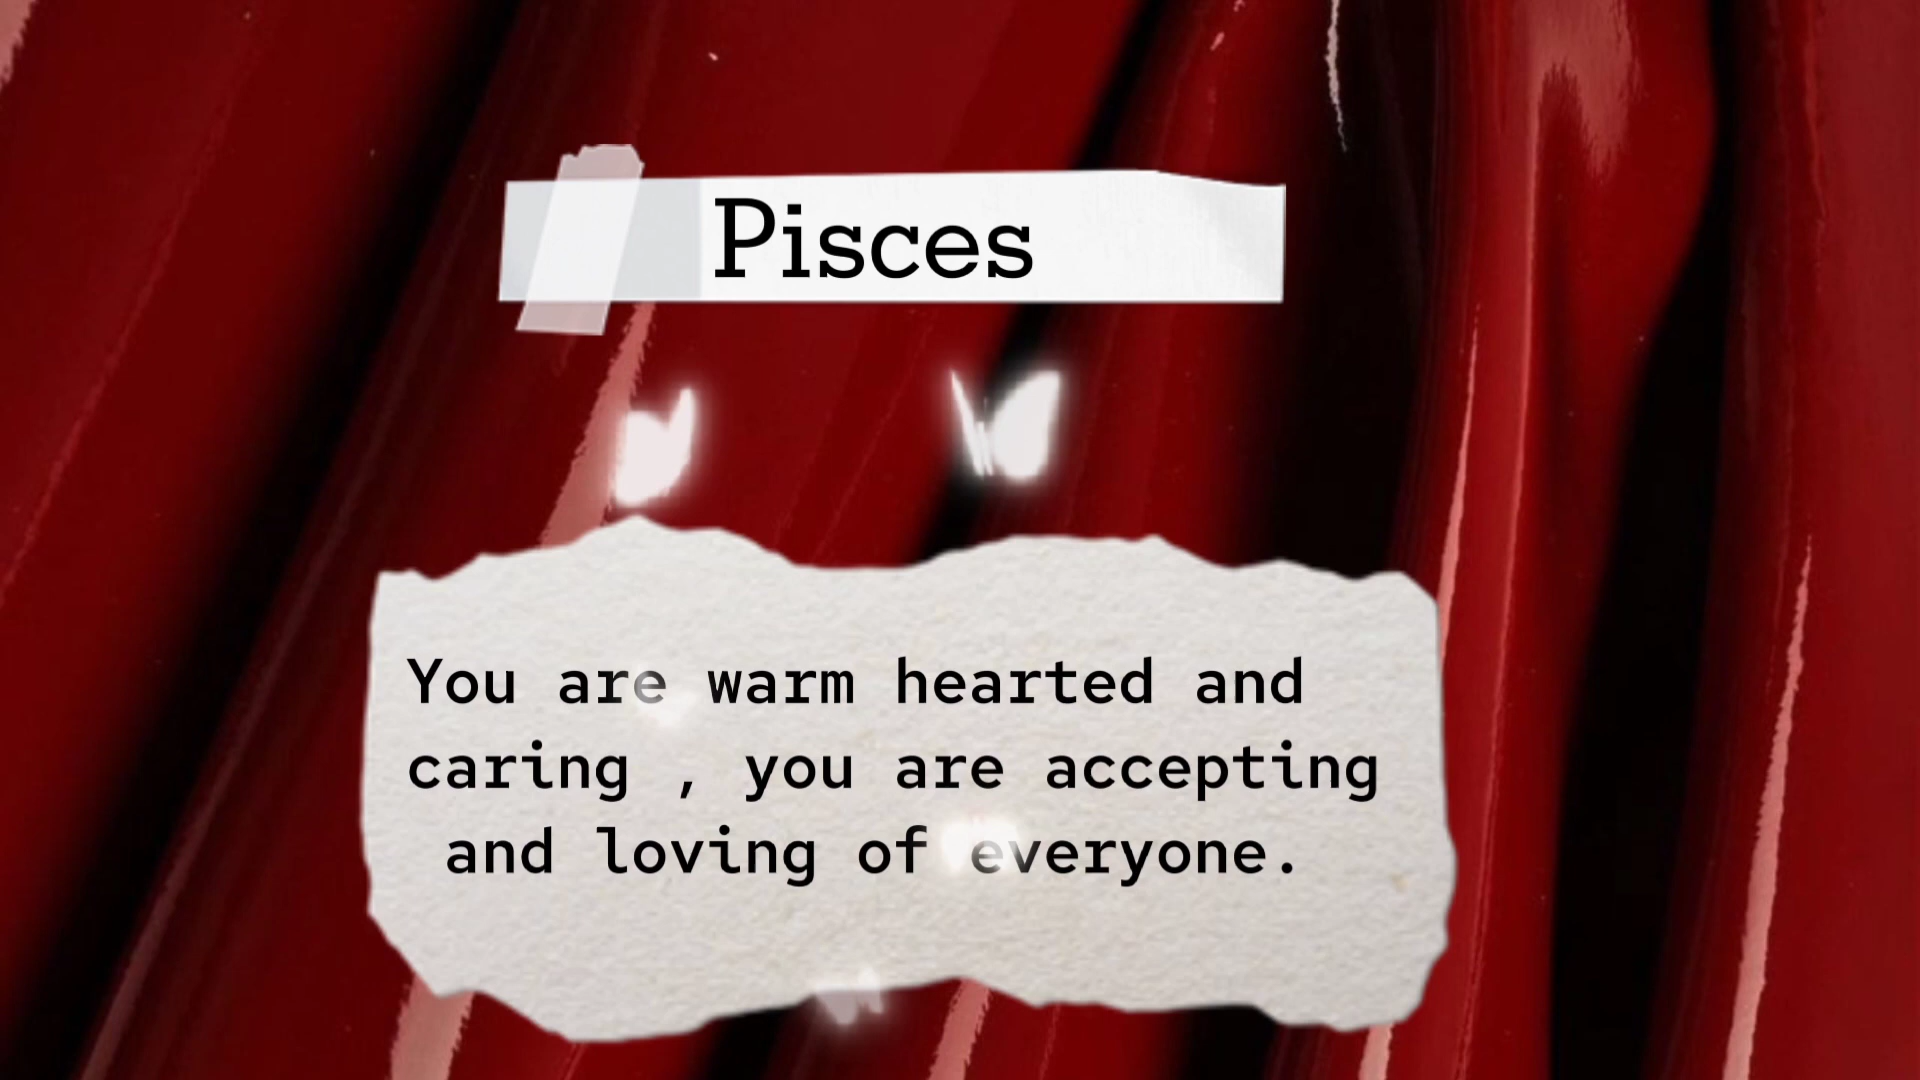 Pisces
You are warm hearted and
caring , you are accepting
and loving of everyone.